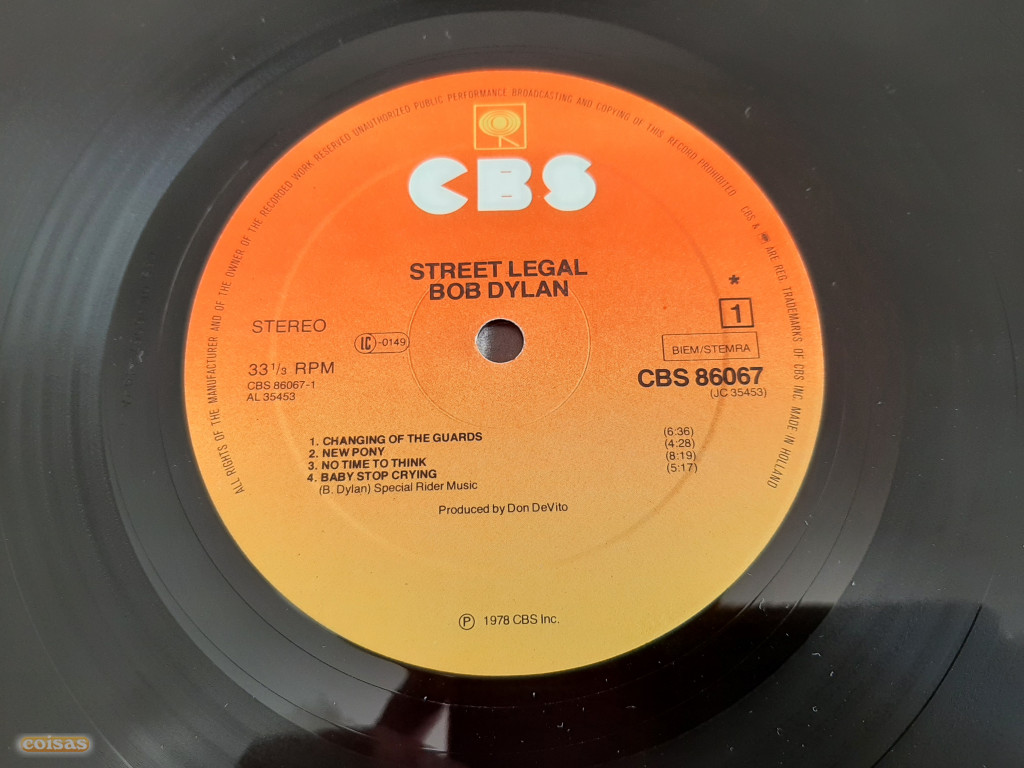 ALL RIGHTS OF THE MANUFACTURER AND OF THE OWNER OF THE RECORDED WORK RESERVED UNAUTHORIZED PUBLIC PERFORMANCE BROADCASTING AND COPYING OF THIS RECORD PROHIBITED
CBS & ARE REG. TRADEMARKS OF CBS INC. MADE IN HOLLAND
CBS
STREET LEGAL
BOB DYLAN
STEREO
LC -0149
33 1/3 RPM
CBS 86067-1
AL 35453
*
1
BIEM/STEMRA
CBS 86067
(JC 35453)
1. CHANGING OF THE GUARDS (6:36)
2. NEW PONY (4:28)
3. NO TIME TO THINK (8:19)
4. BABY STOP CRYING (5:17)
(B. Dylan) Special Rider Music
Produced by Don DeVito
Ⓟ 1978 CBS Inc.
coisas